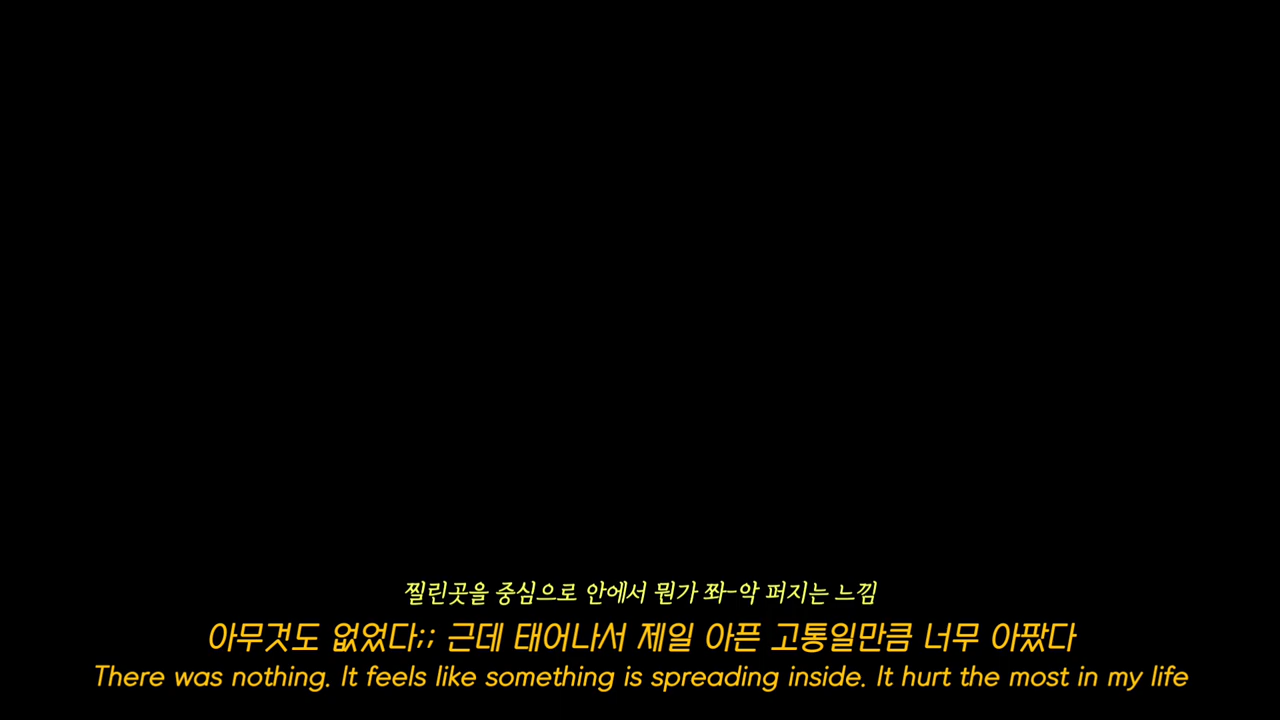 찔린곳을 중심으로 안에서 뭔가 쫘-악 퍼지는 느낌
아무것도 없었다;; 근데 태어나서 제일 아픈 고통일만큼 너무 아팠다
There was nothing. It feels like something is spreading inside. It hurt the most in my life